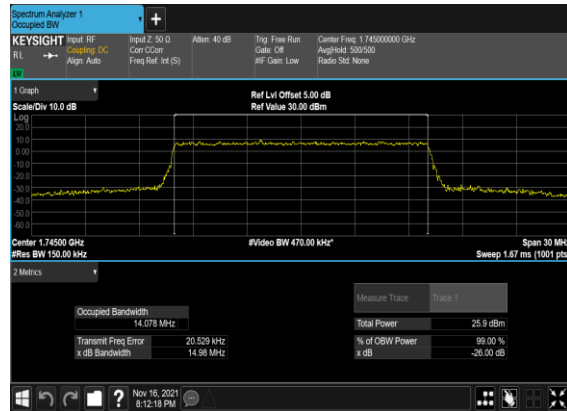 Spectrum Analyzer 1
Occupied BW
+
KEYSIGHT Input: RF Input Z: 50 Ω Atten: 40 dB Trig: Free Run Center Freq: 1.745000000 GHz
RL Coupling: DC Corr CCorr Gate: Off Avg|Hold: 500/500
Align: Auto Freq Ref: Int (S) #IF Gain: Low Radio Std: None
LV
1 Graph Ref Lvl Offset 5.00 dB
Scale/Div 10.0 dB Ref Value 30.00 dBm
Log
20.0
10.0
0.00
-10.0
-20.0
-30.0
-40.0
-50.0
-60.0
Center 1.74500 GHz #Video BW 470.00 kHz* Span 30 MHz
#Res BW 150.00 kHz Sweep 1.67 ms (1001 pts
2 Metrics
Measure Trace Trace 1
Occupied Bandwidth
14.078 MHz Total Power 25.9 dBm
Transmit Freq Error 20.529 kHz % of OBW Power 99.00 %
x dB Bandwidth 14.98 MHz x dB -26.00 dB
? Nov 16, 2021
8:12:18 PM